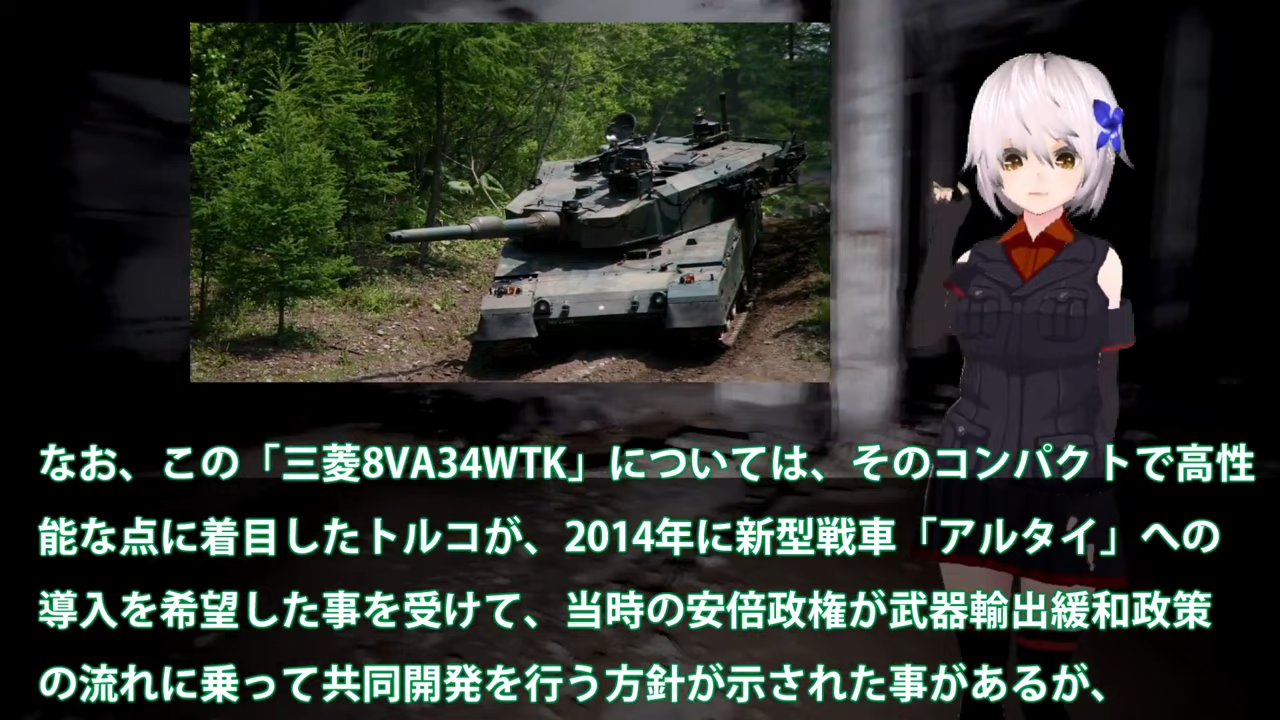 なお、この「三菱8VA34WTK」については、そのコンパクトで高性
能な点に着目したトルコが、2014年に新型戦車「アルタイ」への
導入を希望した事を受けて、当時の安倍政権が武器輸出緩和政策
の流れに乗って共同開発を行う方針が示された事があるが、